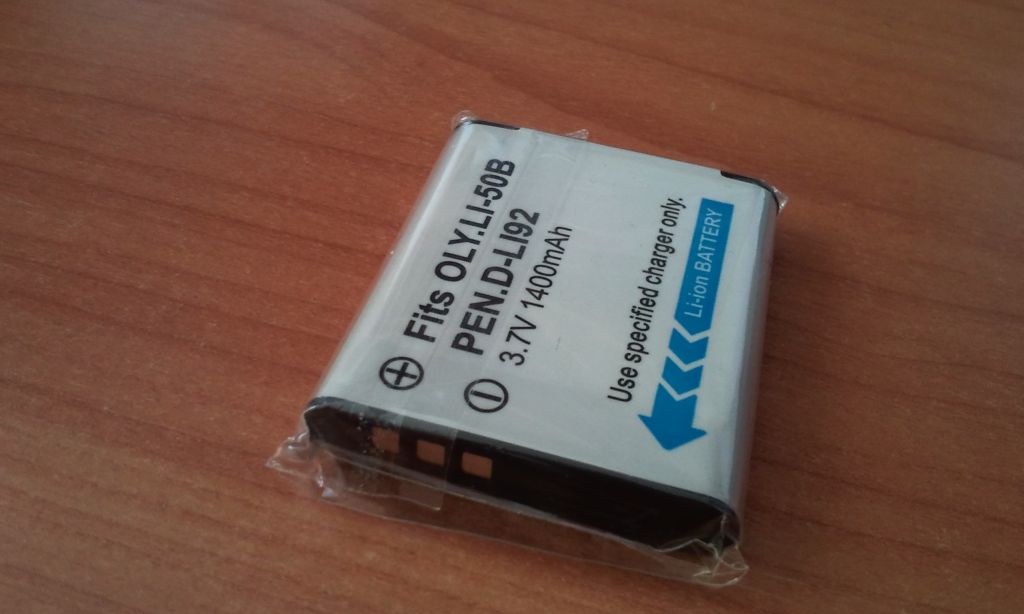 Fits OLY.LI-50B
PEN.D-LI92
3.7V 1400mAh
Use specified charger only.
Li-ion BATTERY